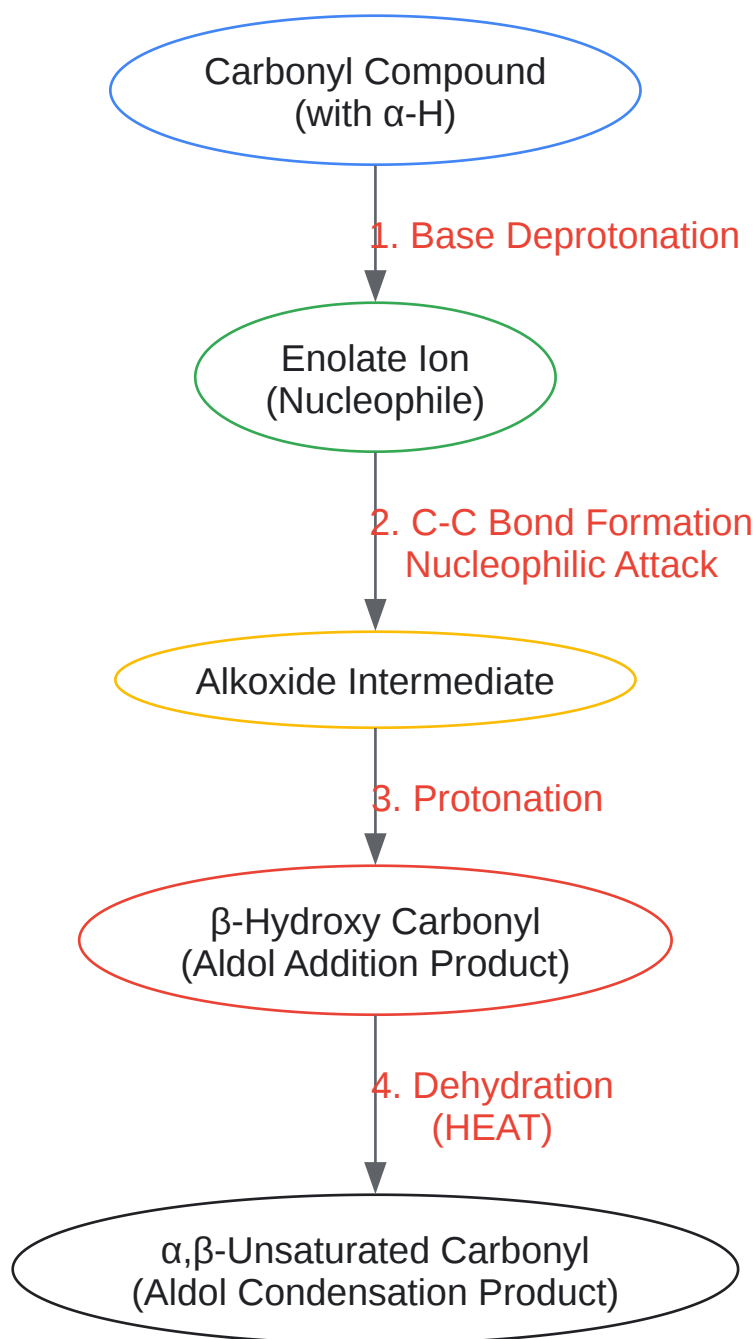 Carbonyl Compound
(with α-H)
1. Base Deprotonation
Enolate Ion
(Nucleophile)
2. C-C Bond Formation
Nucleophilic Attack
Alkoxide Intermediate
3. Protonation
β-Hydroxy Carbonyl
(Aldol Addition Product)
4. Dehydration
(HEAT)
α,β-Unsaturated Carbonyl
(Aldol Condensation Product)